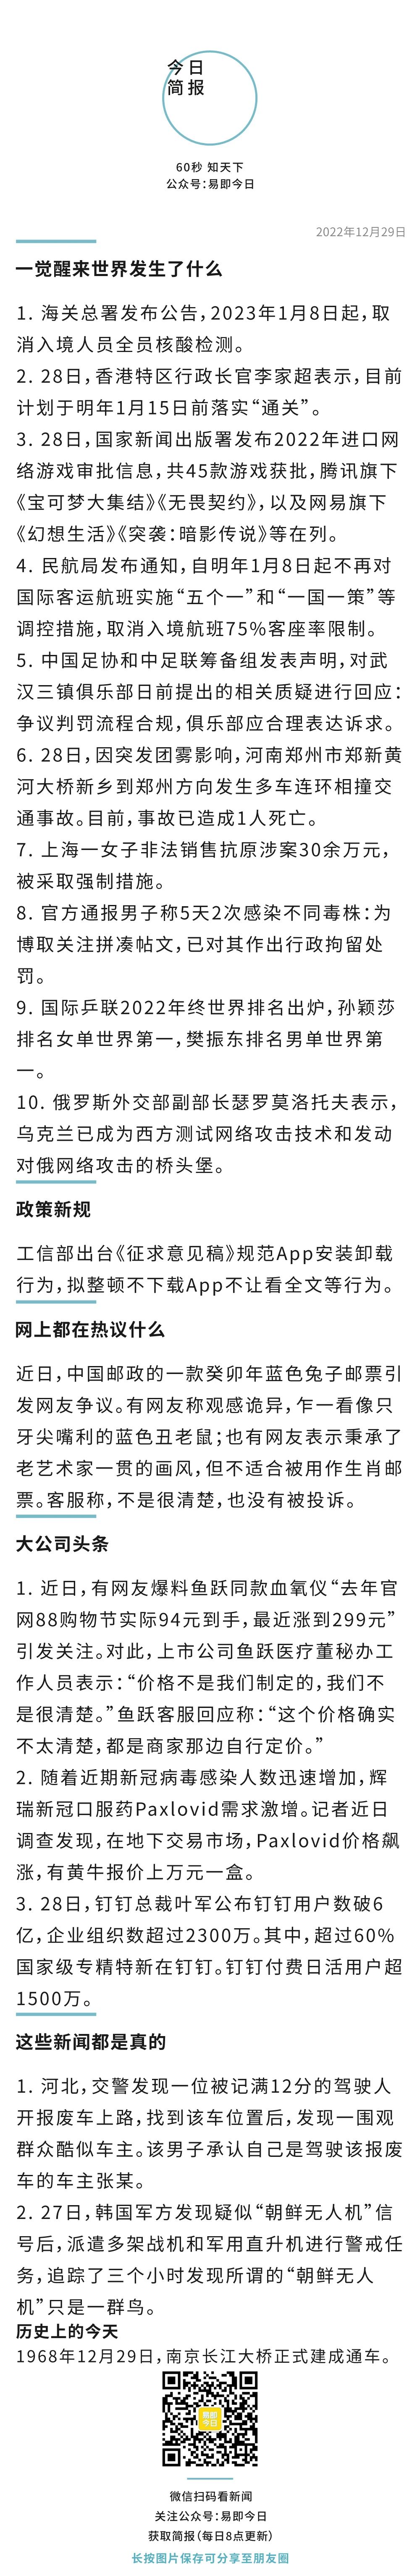 今日
简报
60秒 知天下
公众号：易即今日
2022年12月29日
一觉醒来世界发生了什么
1. 海关总署发布公告，2023年1月8日起，取
消入境人员全员核酸检测。
2. 28日，香港特区行政长官李家超表示，目前
计划于明年1月15日前落实“通关”。
3. 28日，国家新闻出版署发布2022年进口网
络游戏审批信息，共45款游戏获批，腾讯旗下
《宝可梦大集结》《无畏契约》，以及网易旗下
《幻想生活》《突袭：暗影传说》等在列。
4. 民航局发布通知，自明年1月8日起不再对
国际客运航班实施“五个一”和“一国一策”等
调控措施，取消入境航班75%客座率限制。
5. 中国足协和中足联筹备组发表声明，对武
汉三镇俱乐部日前提出的相关质疑进行回应：
争议判罚流程合规，俱乐部应合理表达诉求。
6. 28日，因突发团雾影响，河南郑州市郑新黄
河大桥新乡到郑州方向发生多车连环相撞交
通事故。目前，事故已造成1人死亡。
7. 上海一女子非法销售抗原涉案30余万元，
被采取强制措施。
8. 官方通报男子称5天2次感染不同毒株：为
博取关注拼凑帖文，已对其作出行政拘留处
罚。
9. 国际乒联2022年终世界排名出炉，孙颖莎
排名女单世界第一，樊振东排名男单世界第
一。
10. 俄罗斯外交部副部长瑟罗莫洛托夫表示，
乌克兰已成为西方测试网络攻击技术和发动
对俄网络攻击的桥头堡。
政策新规
工信部出台《征求意见稿》规范App安装卸载
行为，拟整顿不下载App不让看全文等行为。
网上都在热议什么
近日，中国邮政的一款癸卯年蓝色兔子邮票引
发网友争议。有网友称观感诡异，乍一看像只
牙尖嘴利的蓝色丑老鼠；也有网友表示秉承了
老艺术家一贯的画风，但不适合被用作生肖邮
票。客服称，不是很清楚，也没有被投诉。
大公司头条
1. 近日，有网友爆料鱼跃同款血氧仪“去年官
网88购物节实际94元到手，最近涨到299元”
引发关注。对此，上市公司鱼跃医疗董秘办工
作人员表示：“价格不是我们制定的，我们不
是很清楚。”鱼跃客服回应称：“这个价格确实
不太清楚，都是商家那边自行定价。”
2. 随着近期新冠病毒感染人数迅速增加，辉
瑞新冠口服药Paxlovid需求激增。记者近日
调查发现，在地下交易市场，Paxlovid价格飙
涨，有黄牛报价上万元一盒。
3. 28日，钉钉总裁叶军公布钉钉用户数破6
亿，企业组织数超过2300万。其中，超过60%
国家级专精特新在钉钉。钉钉付费日活用户超
1500万。
这些新闻都是真的
1. 河北，交警发现一位被记满12分的驾驶人
开报废车上路，找到该车位置后，发现一围观
群众酷似车主。该男子承认自己是驾驶该报废
车的车主张某。
2. 27日，韩国军方发现疑似“朝鲜无人机”信
号后，派遣多架战机和军用直升机进行警戒任
务，追踪了三个小时发现所谓的“朝鲜无人
机”只是一群鸟。
历史上的今天
1968年12月29日，南京长江大桥正式建成通车。
易即
今日
微信扫码看新闻
关注公众号：易即今日
获取简报（每日8点更新）
长按图片保存可分享至朋友圈